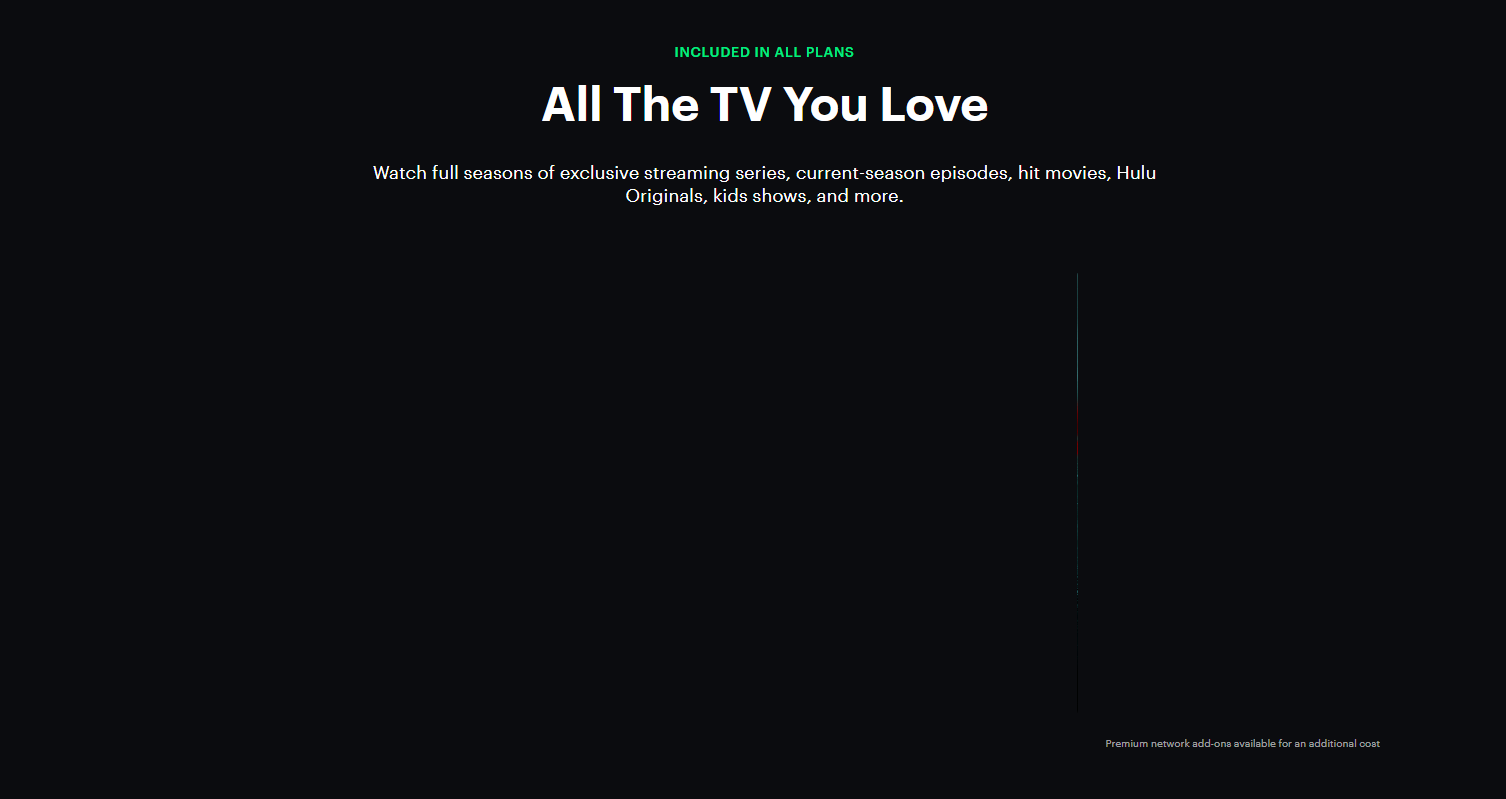 INCLUDED IN ALL PLANS
All The TV You Love
Watch full seasons of exclusive streaming series, current-season episodes, hit movies, Hulu
Originals, kids shows, and more.
Premium network add-ons available for an additional cost